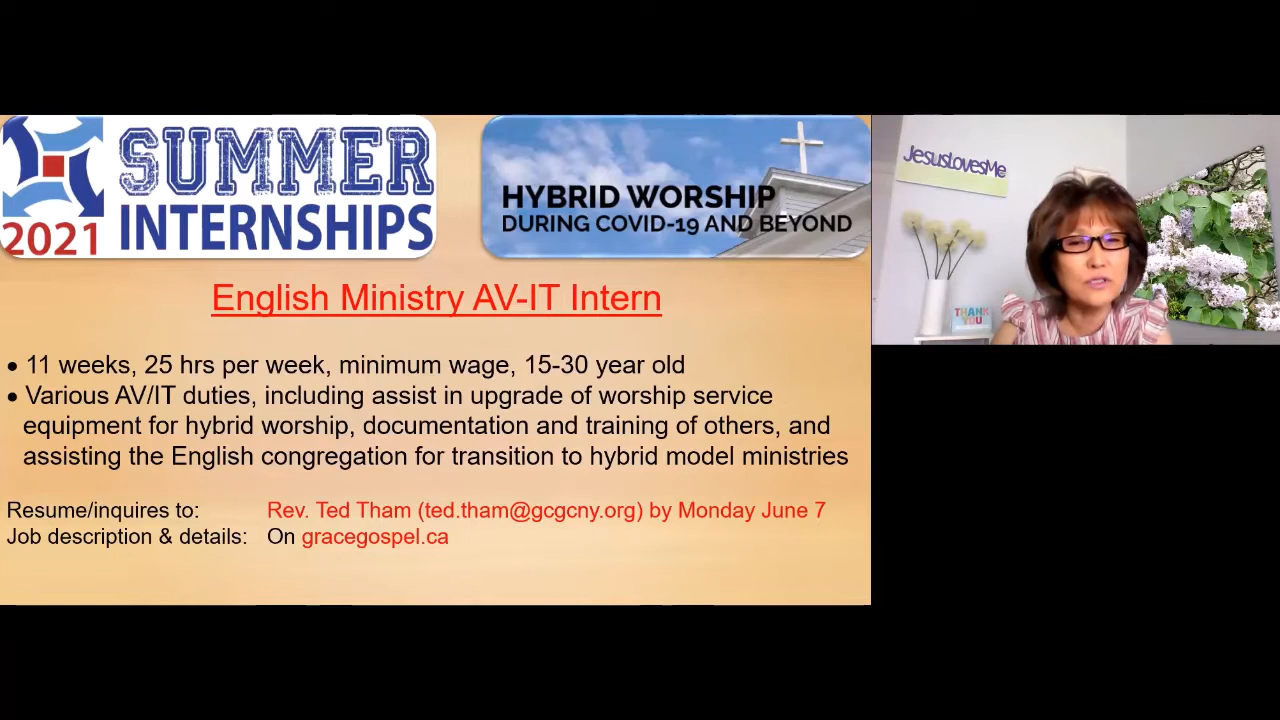 SUMMER
INTERNSHIPS
2021
HYBRID WORSHIP
DURING COVID-19 AND BEYOND
English Ministry AV-IT Intern
• 11 weeks, 25 hrs per week, minimum wage, 15-30 year old
• Various AV/IT duties, including assist in upgrade of worship service
equipment for hybrid worship, documentation and training of others, and
assisting the English congregation for transition to hybrid model ministries
Resume/inquires to: Rev. Ted Tham (ted.tham@gcgcny.org) by Monday June 7
Job description & details: On gracegospel.ca
JesusLovesMe
THANK
YOU